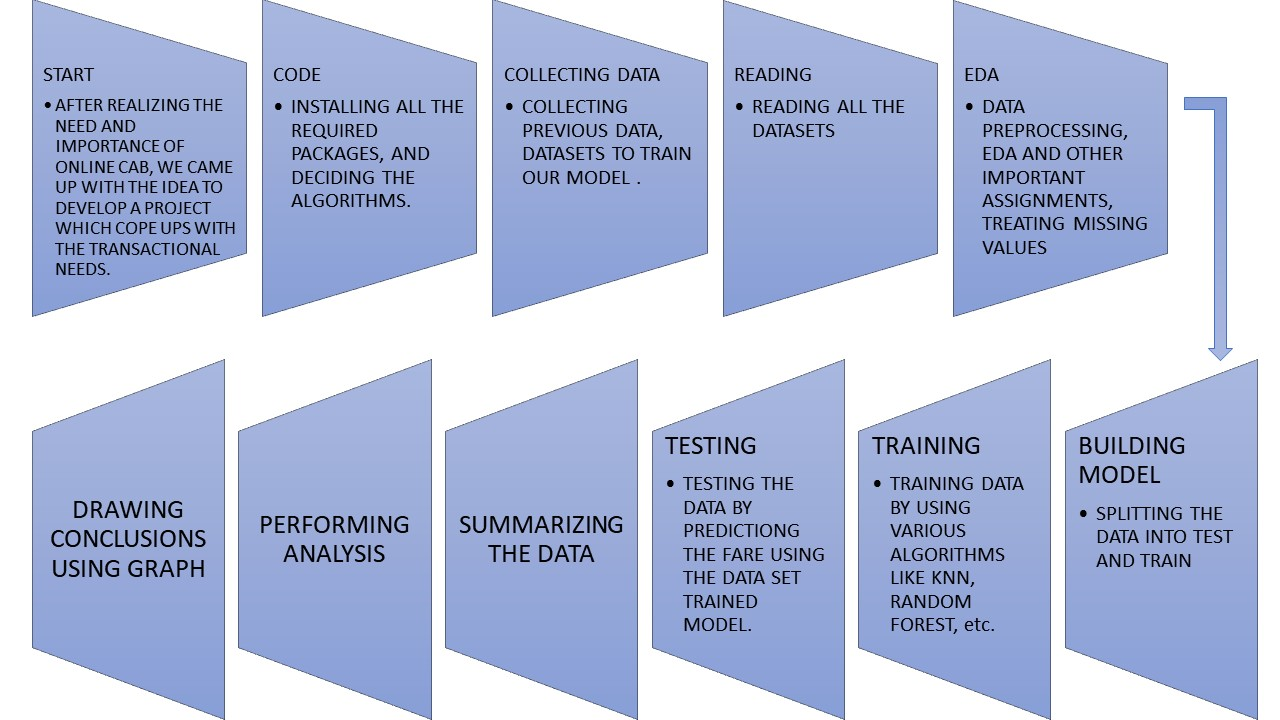 START
• AFTER REALIZING THE
NEED AND
IMPORTANCE OF
ONLINE CAB, WE CAME
UP WITH THE IDEA TO
DEVELOP A PROJECT
WHICH COPE UPS WITH
THE TRANSACTIONAL
NEEDS.
CODE
• INSTALLING ALL THE
REQUIRED
PACKAGES, AND
DECIDING THE
ALGORITHMS.
COLLECTING DATA
• COLLECTING
PREVIOUS DATA,
DATASETS TO TRAIN
OUR MODEL .
READING
• READING ALL THE
DATASETS
EDA
• DATA
PREPROCESSING,
EDA AND OTHER
IMPORTANT
ASSIGNMENTS,
TREATING MISSING
VALUES
BUILDING
MODEL
• SPLITTING THE
DATA INTO TEST
AND TRAIN
TRAINING
• TRAINING DATA
BY USING
VARIOUS
ALGORITHMS
LIKE KNN,
RANDOM
FOREST, etc.
TESTING
• TESTING THE
DATA BY
PREDICTIONG
THE FARE USING
THE DATA SET
TRAINED
MODEL.
SUMMARIZING
THE DATA
PERFORMING
ANALYSIS
DRAWING
CONCLUSIONS
USING GRAPH